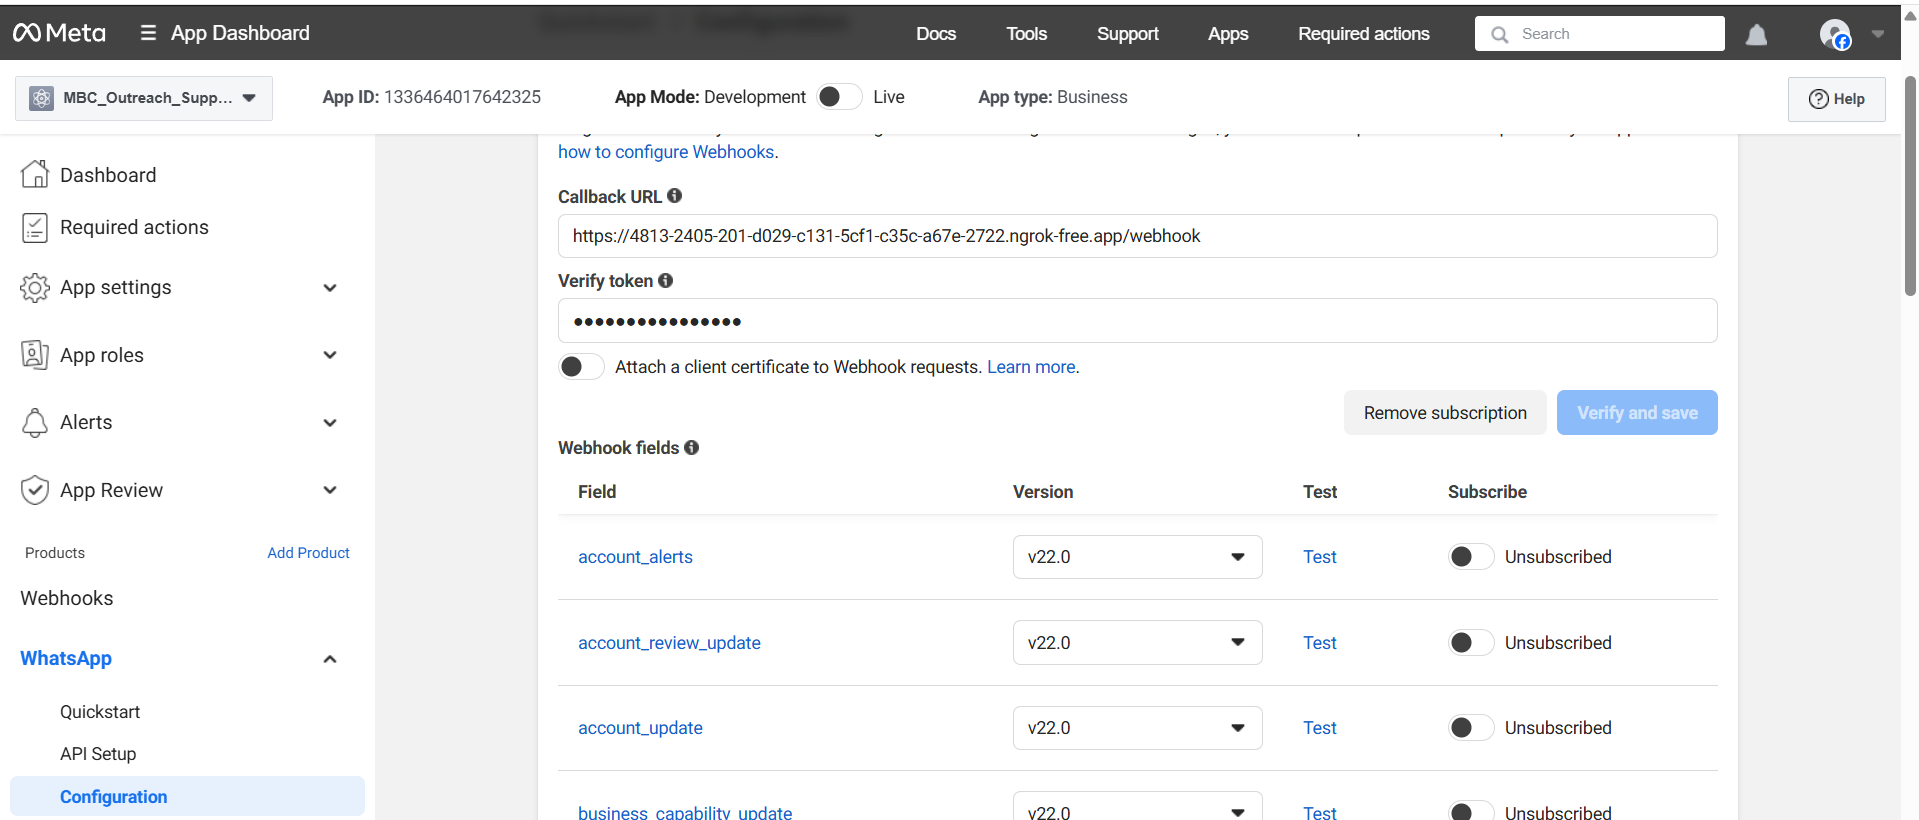 Meta
App Dashboard
Docs
Tools
Support
Apps
Required actions
Search
MBC_Outreach_Supp...
App ID: 1336464017642325
App Mode: Development
Live
App type: Business
Help
Dashboard
Required actions
App settings
App roles
Alerts
App Review
Products
Add Product
Webhooks
WhatsApp
Quickstart
API Setup
Configuration
how to configure Webhooks.
Callback URL
https://4813-2405-201-d029-c131-5cf1-c35c-a67e-2722.ngrok-free.app/webhook
Verify token
••••••••••••••••
Attach a client certificate to Webhook requests. Learn more.
Remove subscription
Verify and save
Webhook fields
Field Version Test Subscribe
account_alerts v22.0 Test Unsubscribed
account_review_update v22.0 Test Unsubscribed
account_update v22.0 Test Unsubscribed
business_capability_update v22.0 Test Unsubscribed